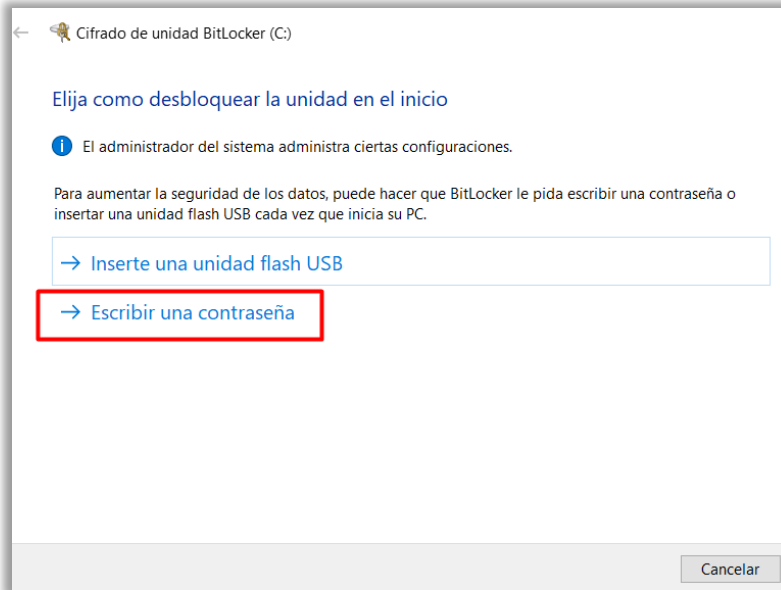 Cifrado de unidad BitLocker (C:)
Elija como desbloquear la unidad en el inicio
El administrador del sistema administra ciertas configuraciones.
Para aumentar la seguridad de los datos, puede hacer que BitLocker le pida escribir una contraseña o
insertar una unidad flash USB cada vez que inicia su PC.
Inserte una unidad flash USB
Escribir una contraseña
Cancelar